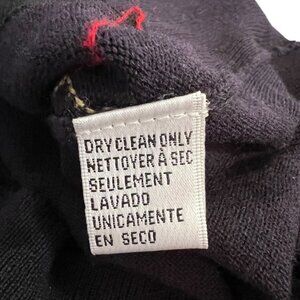 DRY CLEAN ONLY
NETTOYER À SEC
SEULEMENT
LAVADO
UNICAMENTE
EN SECO